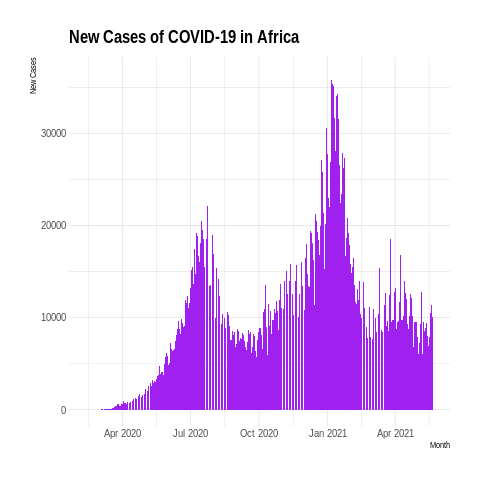 New Cases of COVID-19 in Africa
New Cases
30000
20000
10000
0
Apr 2020 Jul 2020 Oct 2020 Jan 2021 Apr 2021
Month